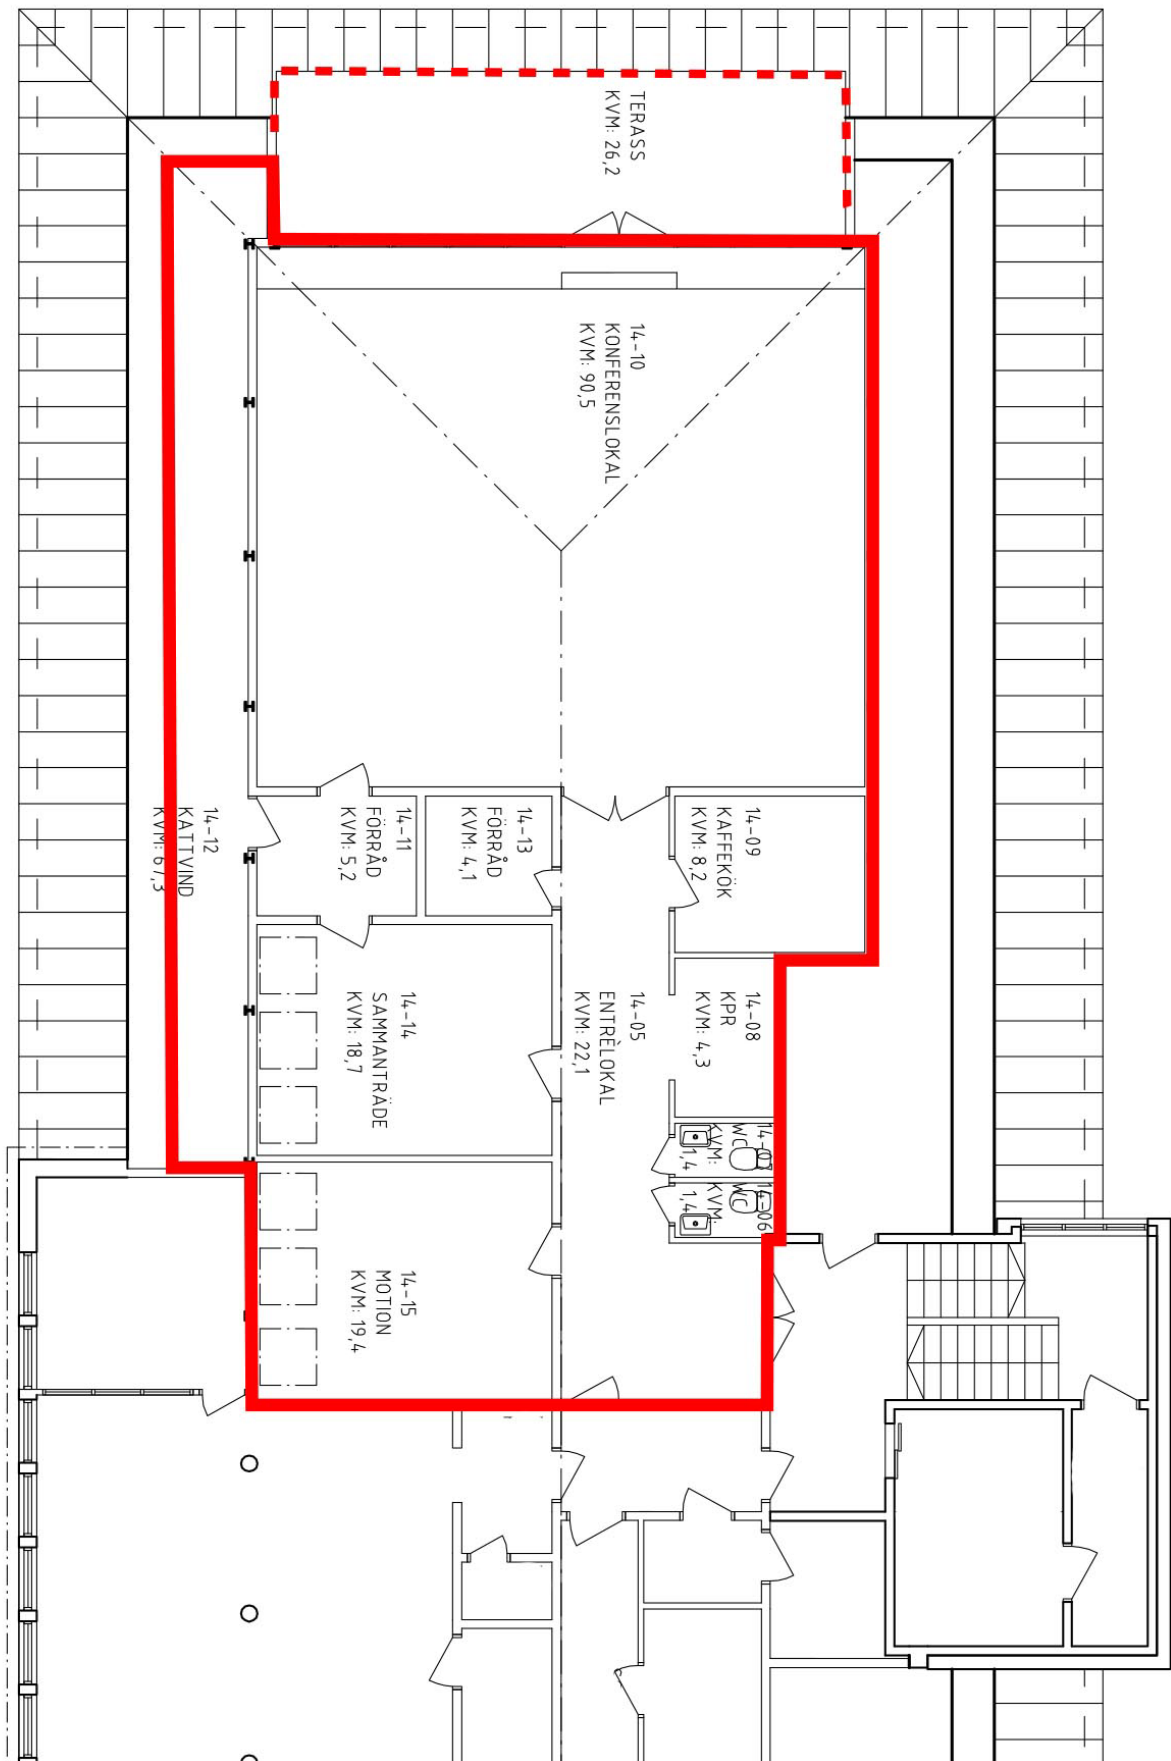 TERASS
KVM: 26,2
14-10
KONFERENSLOKAL
KVM: 90,5
14-12
KATTVIND
KVM: 67,3
14-11
FÖRRÅD
KVM: 5,2
14-13
FÖRRÅD
KVM: 4,1
14-09
KAFFEKÖK
KVM: 8,2
14-14
SAMMANTRÄDE
KVM: 18,7
14-05
ENTRÈLOKAL
KVM: 22,1
14-08
KPR
KVM: 4,3
14-07
WC
KVM:
1,4
14-06
WC
KVM:
1,4
14-15
MOTION
KVM: 19,4